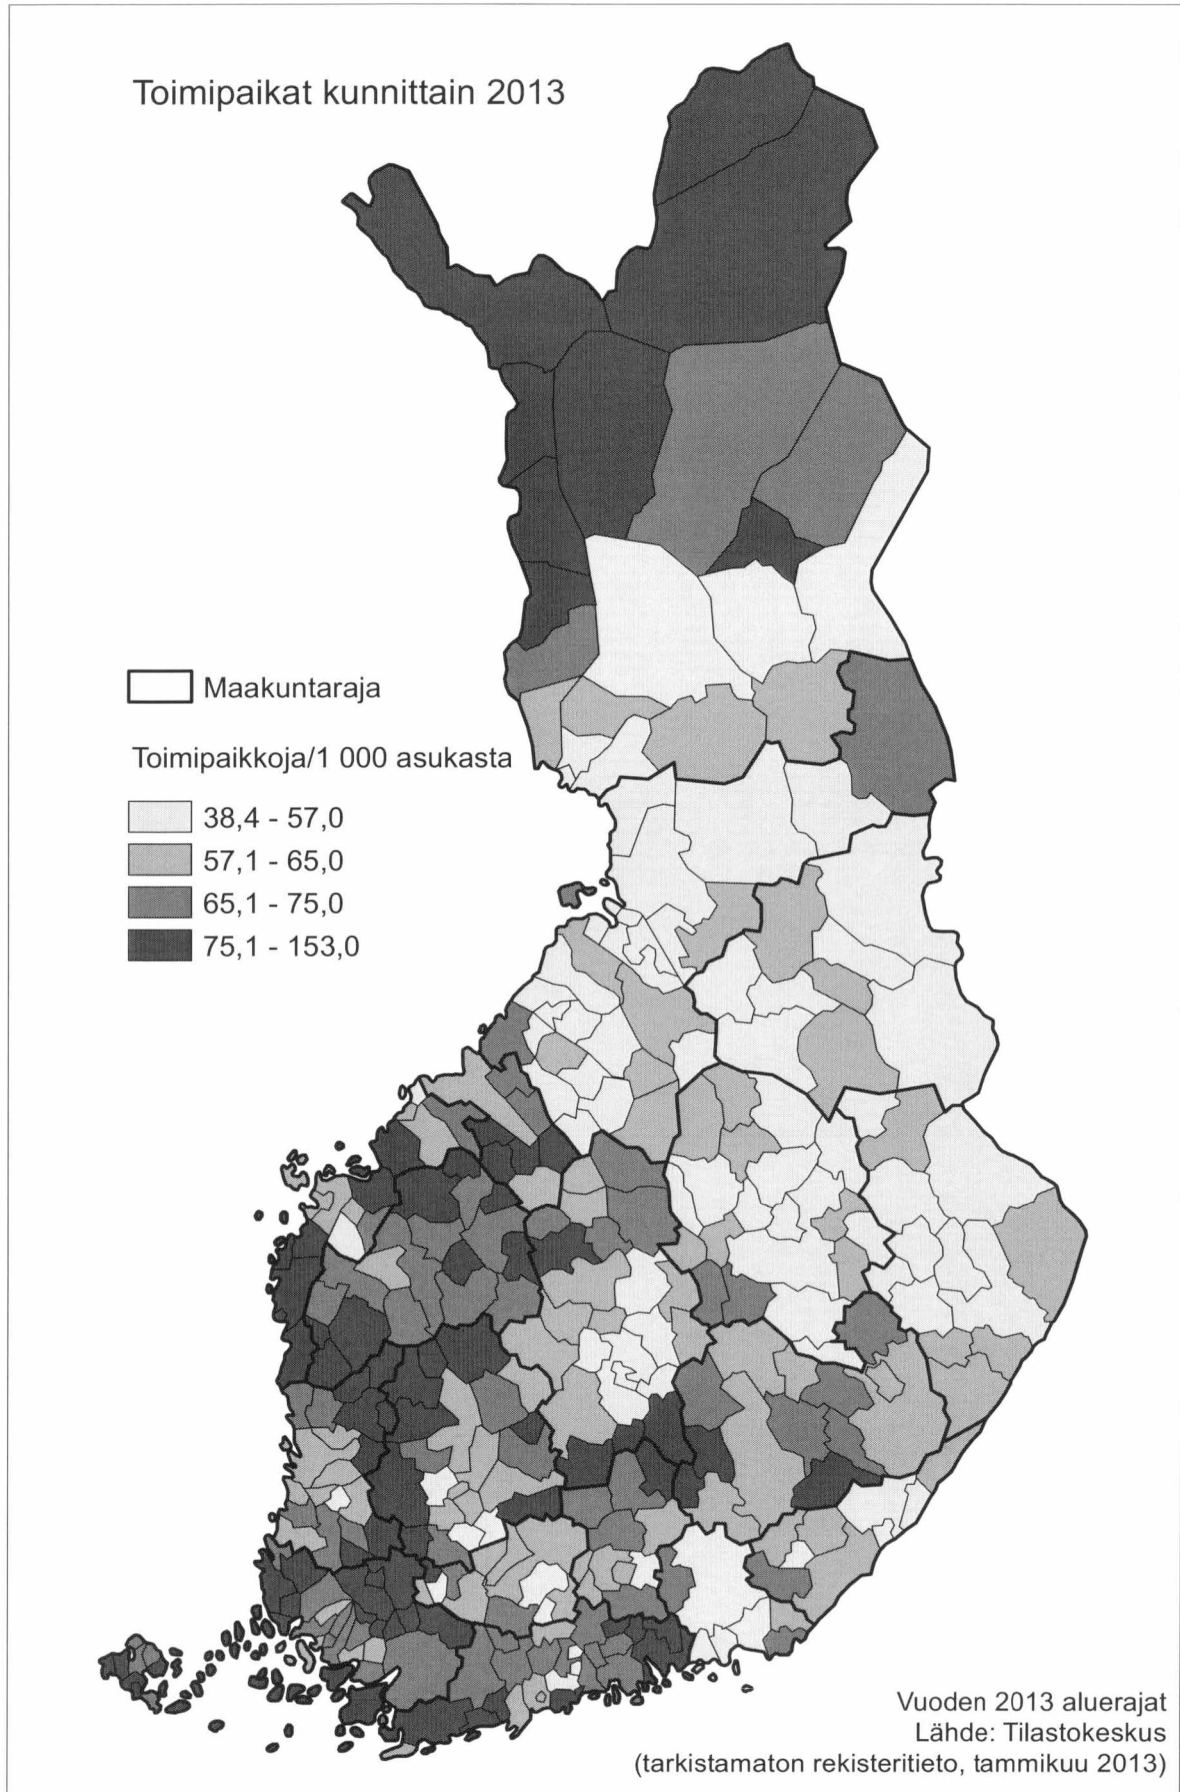 Toimipaikat kunnittain 2013
Maakuntaraja
Toimipaikkoja/1 000 asukasta
38,4 - 57,0
57,1 - 65,0
65,1 - 75,0
75,1 - 153,0
Vuoden 2013 aluerajat
Lähde: Tilastokeskus
(tarkistamaton rekisteritieto, tammikuu 2013)